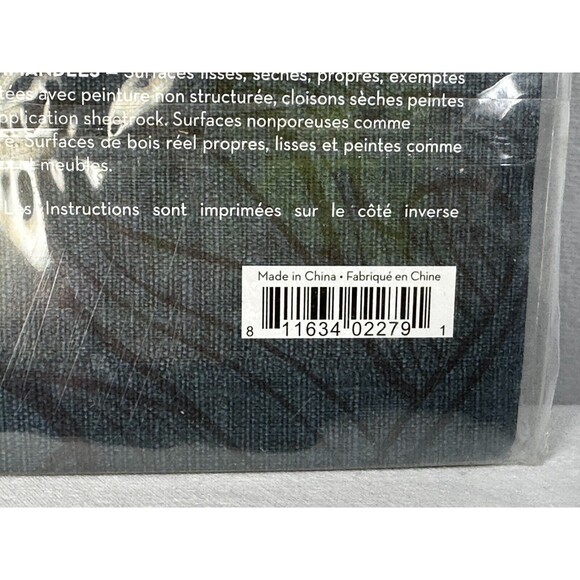 Surfaces lisses, sèches, propres, exemptes
avec peinture non structurée, cloisons sèches peintes
sheetrock. Surfaces nonporeuses comme
Surfaces de bois réel propres, lisses et peintes comme
meubles.
Les Instructions sont imprimées sur le côté inverse
Made in China • Fabriqué en Chine
8 11634 02279 1